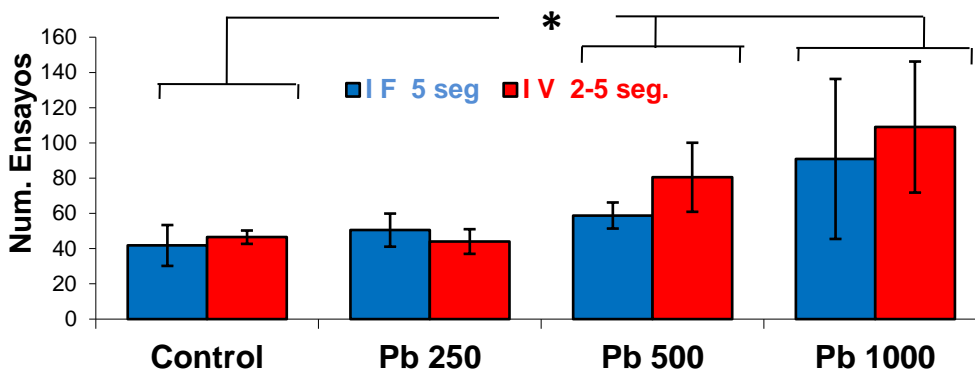 *
Num. Ensayos
160
140
120
100
80
60
40
20
0
I F 5 seg
I V 2-5 seg.
Control
Pb 250
Pb 500
Pb 1000